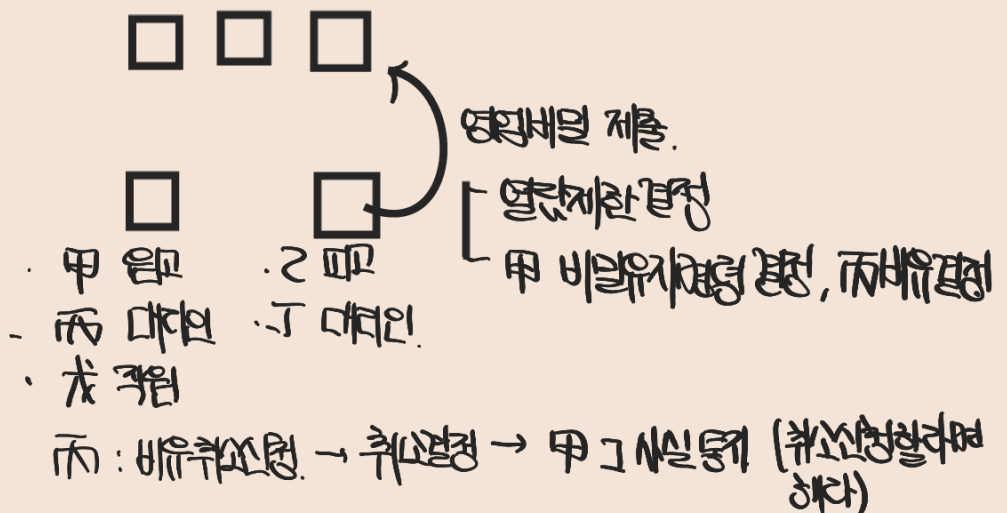 영업비밀 제출.
열람제한 결정
甲 비밀유지명령 결정, 丙 비유결정
· 甲 원고 · 乙 피고
- 丙 대리인 · 丁 대리인.
· 戊 직원
丙 : 비유취소신청. → 취소결정 → 甲 그 사실 통지 (취소신청할라면
해라)